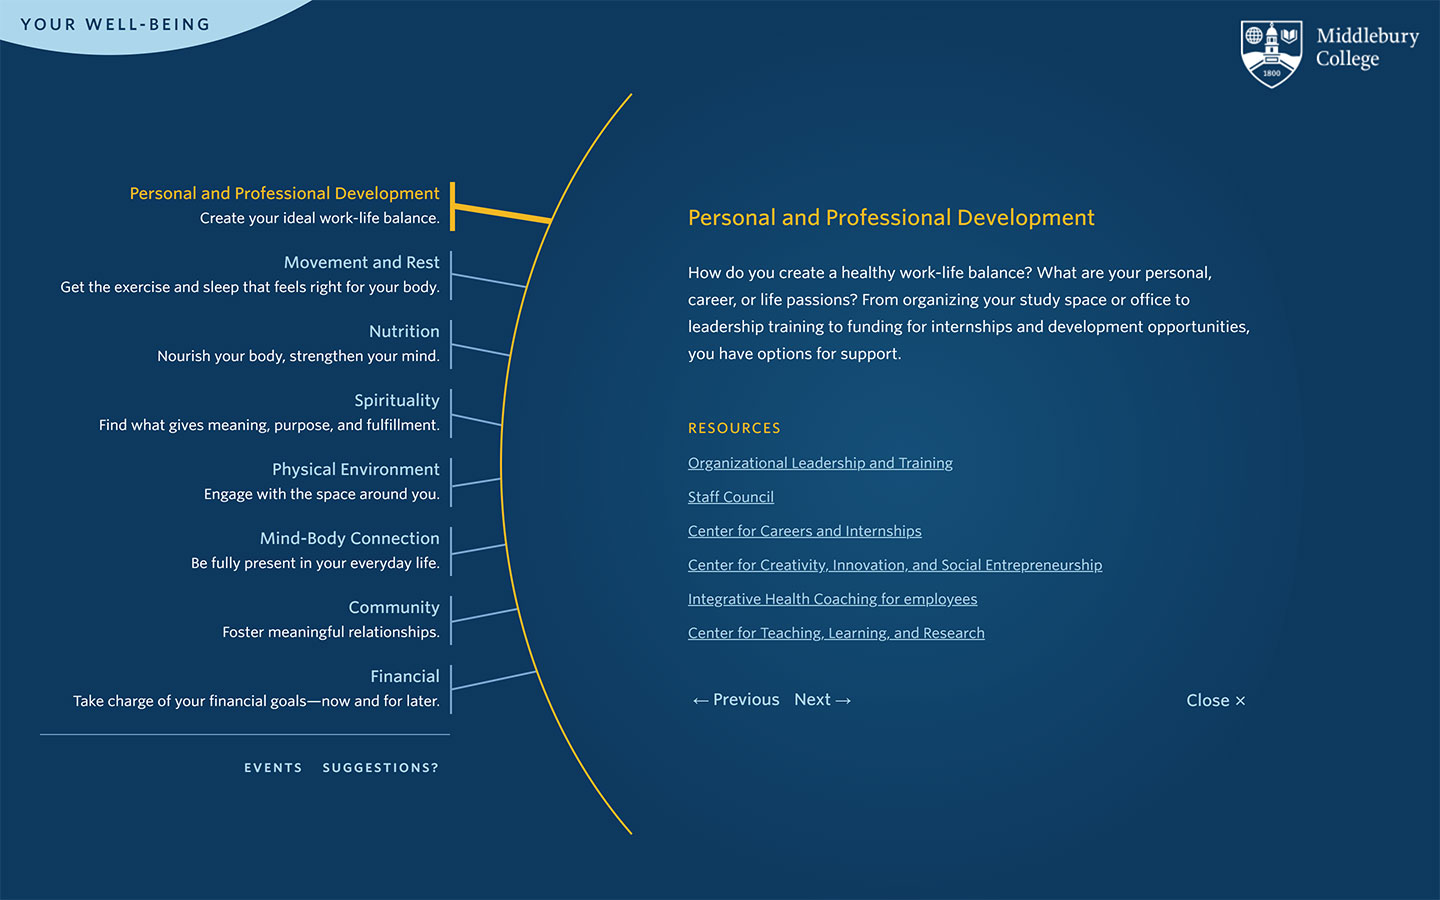 YOUR WELL-BEING
Middlebury
College
1800
Personal and Professional Development
Create your ideal work-life balance.
Movement and Rest
Get the exercise and sleep that feels right for your body.
Nutrition
Nourish your body, strengthen your mind.
Spirituality
Find what gives meaning, purpose, and fulfillment.
Physical Environment
Engage with the space around you.
Mind-Body Connection
Be fully present in your everyday life.
Community
Foster meaningful relationships.
Financial
Take charge of your financial goals—now and for later.
EVENTS SUGGESTIONS?
Personal and Professional Development
How do you create a healthy work-life balance? What are your personal,
career, or life passions? From organizing your study space or office to
leadership training to funding for internships and development opportunities,
you have options for support.
RESOURCES
Organizational Leadership and Training
Staff Council
Center for Careers and Internships
Center for Creativity, Innovation, and Social Entrepreneurship
Integrative Health Coaching for employees
Center for Teaching, Learning, and Research
← Previous Next → Close ×